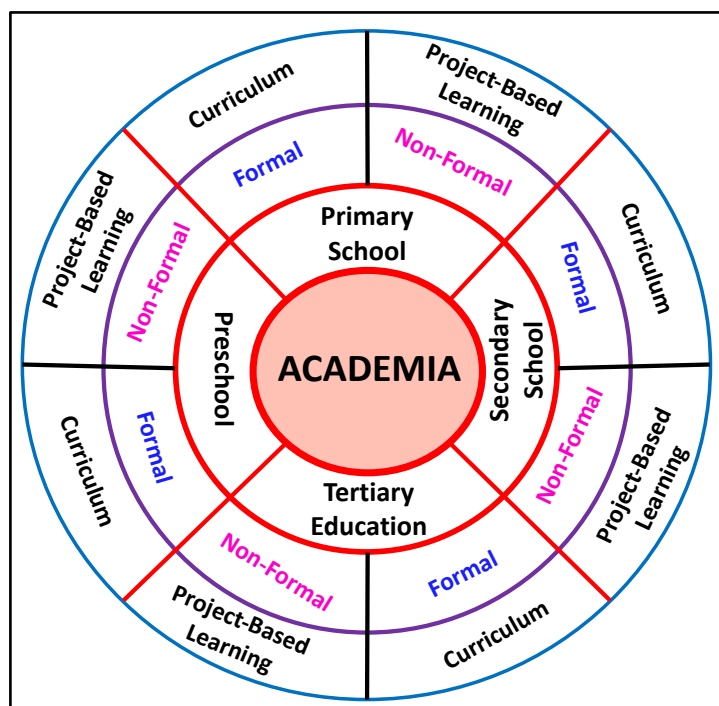 ACADEMIA
Primary
School
Secondary
School
Tertiary
Education
Preschool
Formal
Non-Formal
Formal
Non-Formal
Formal
Non-Formal
Formal
Non-Formal
Curriculum
Project-Based
Learning
Curriculum
Project-Based
Learning
Curriculum
Project-Based
Learning
Curriculum
Project-Based
Learning